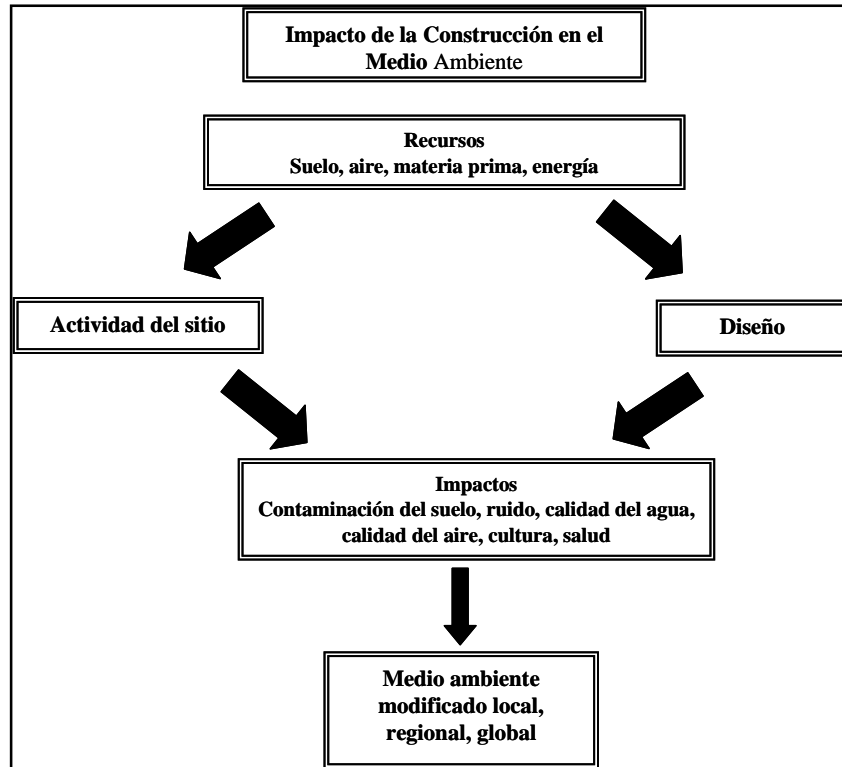 Impacto de la Construcción en el
Medio Ambiente
Recursos
Suelo, aire, materia prima, energía
Actividad del sitio
Diseño
Impactos
Contaminación del suelo, ruido, calidad del agua,
calidad del aire, cultura, salud
Medio ambiente
modificado local,
regional, global